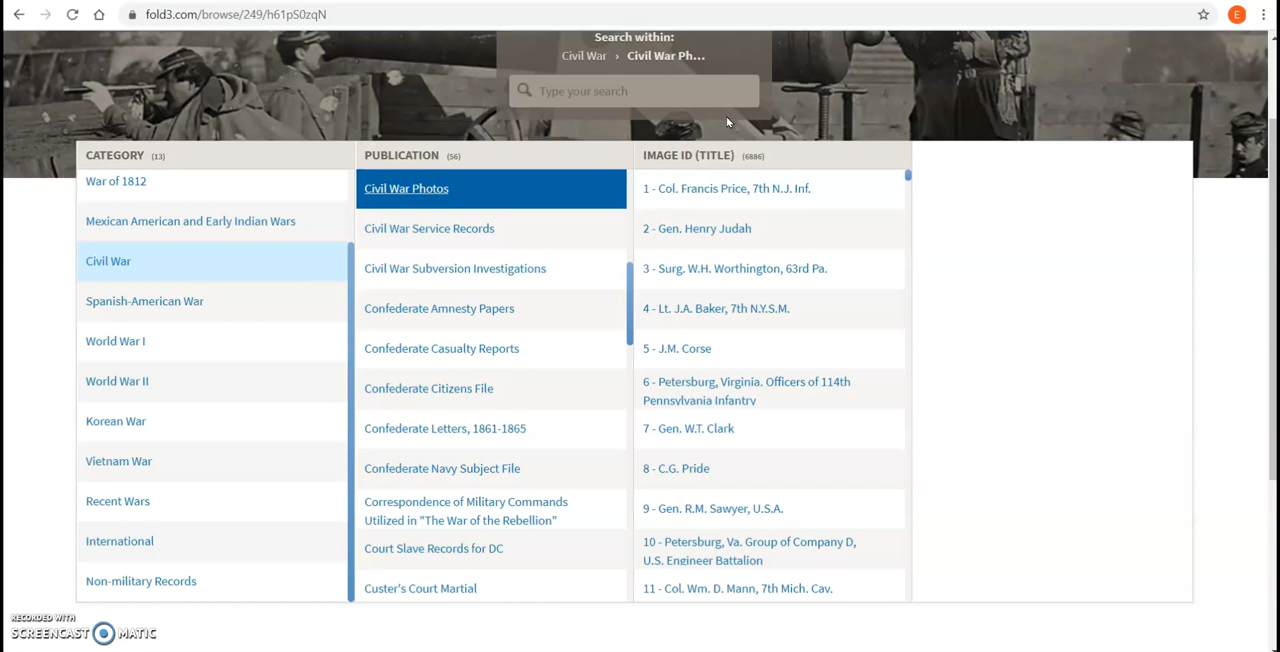 fold3.com/browse/249/h61pS0zqN
E
Search within:
Civil War › Civil War Ph...
Type your search
CATEGORY (13)
PUBLICATION (56)
IMAGE ID (TITLE) (6886)
War of 1812
Civil War Photos
1 - Col. Francis Price, 7th N.J. Inf.
Mexican American and Early Indian Wars
Civil War Service Records
2 - Gen. Henry Judah
Civil War
Civil War Subversion Investigations
3 - Surg. W.H. Worthington, 63rd Pa.
Spanish-American War
Confederate Amnesty Papers
4 - Lt. J.A. Baker, 7th N.Y.S.M.
World War I
Confederate Casualty Reports
5 - J.M. Corse
World War II
Confederate Citizens File
6 - Petersburg, Virginia. Officers of 114th
Pennsylvania Infantry
Korean War
Confederate Letters, 1861-1865
7 - Gen. W.T. Clark
Vietnam War
Confederate Navy Subject File
8 - C.G. Pride
Recent Wars
Correspondence of Military Commands
Utilized in "The War of the Rebellion"
9 - Gen. R.M. Sawyer, U.S.A.
International
Court Slave Records for DC
10 - Petersburg, Va. Group of Company D,
U.S. Engineer Battalion
Non-military Records
Custer's Court Martial
11 - Col. Wm. D. Mann, 7th Mich. Cav.
RECORDED WITH
SCREENCAST MATIC